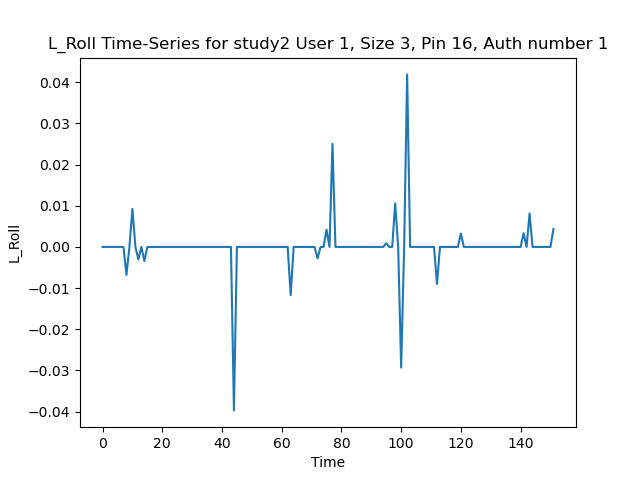 L_Roll Time-Series for study2 User 1, Size 3, Pin 16, Auth number 1
0.04
0.03
0.02
0.01
0.00
−0.01
−0.02
−0.03
−0.04
L_Roll
0 20 40 60 80 100 120 140
Time